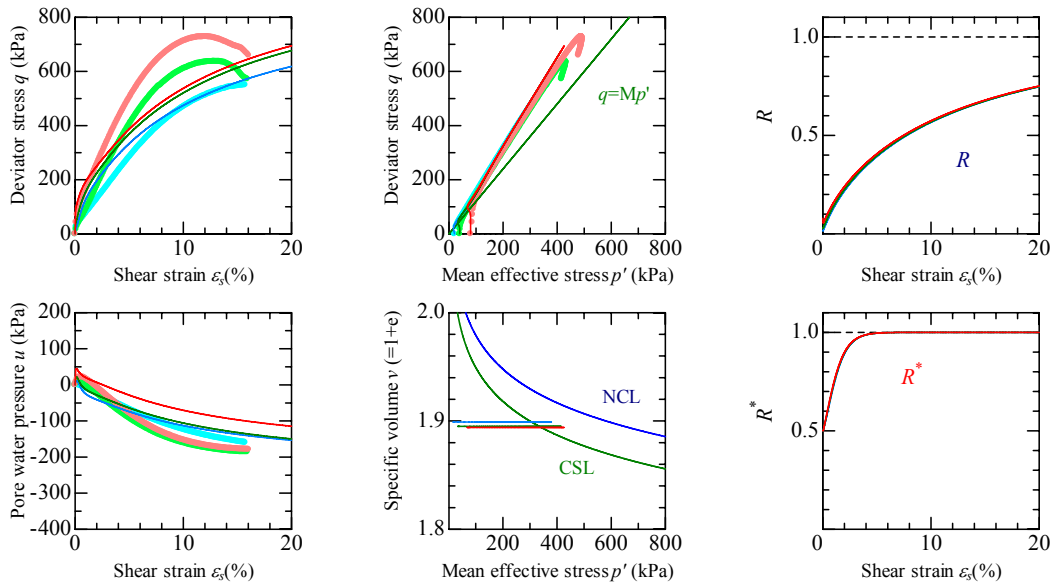 Deviator stress q (kPa)
800
600
400
200
0
0
10
20
Shear strain εs(%)
Deviator stress q (kPa)
800
600
400
200
0
q=Mp'
0
200
400
600
800
Mean effective stress p' (kPa)
R
1.0
0.5
R
0
10
20
Shear strain εs(%)
Pore water pressure u (kPa)
200
100
0
-100
-200
-300
-400
0
10
20
Shear strain εs(%)
Specific volume v (=1+e)
2.0
1.9
1.8
NCL
CSL
0
200
400
600
800
Mean effective stress p' (kPa)
R*
1.0
0.5
R*
0
10
20
Shear strain εs(%)